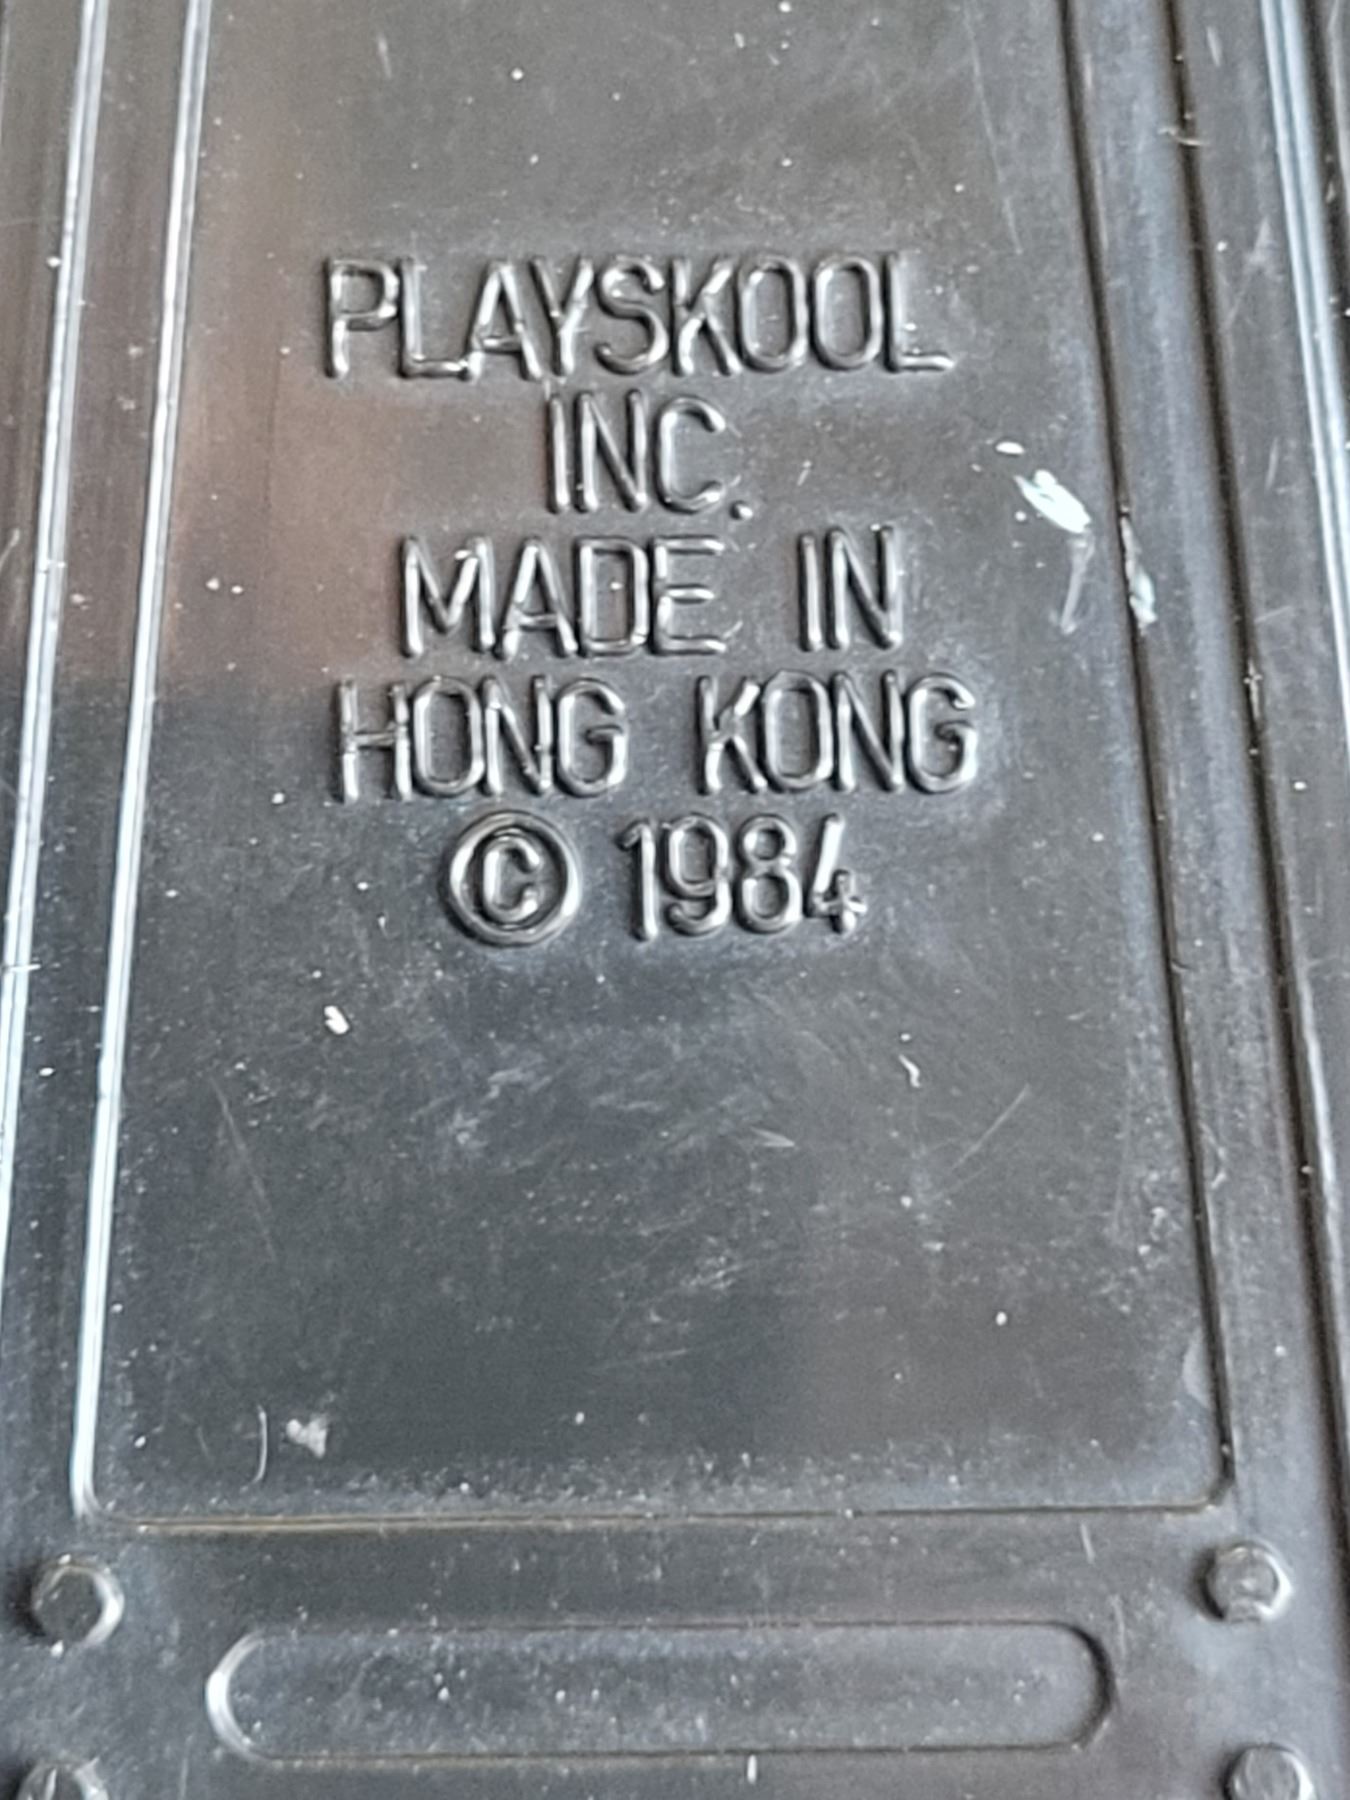 PLAYSKOOL
INC.
MADE IN
HONG KONG
© 1984